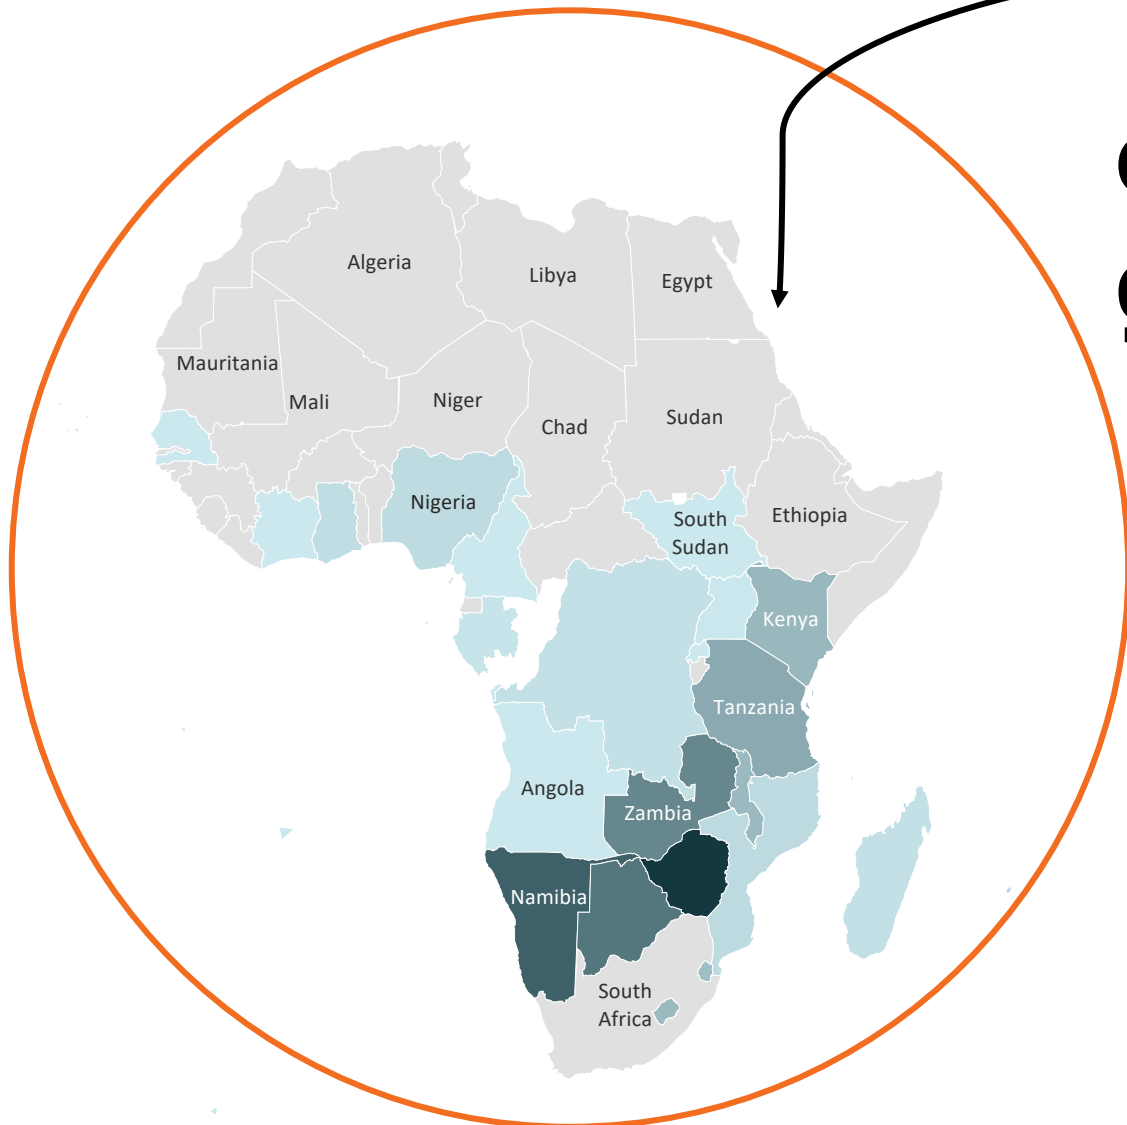 Algeria
Libya
Egypt
Mauritania
Mali
Niger
Chad
Sudan
Nigeria
South
Sudan
Ethiopia
Kenya
Tanzania
Angola
Zambia
Namibia
South
Africa